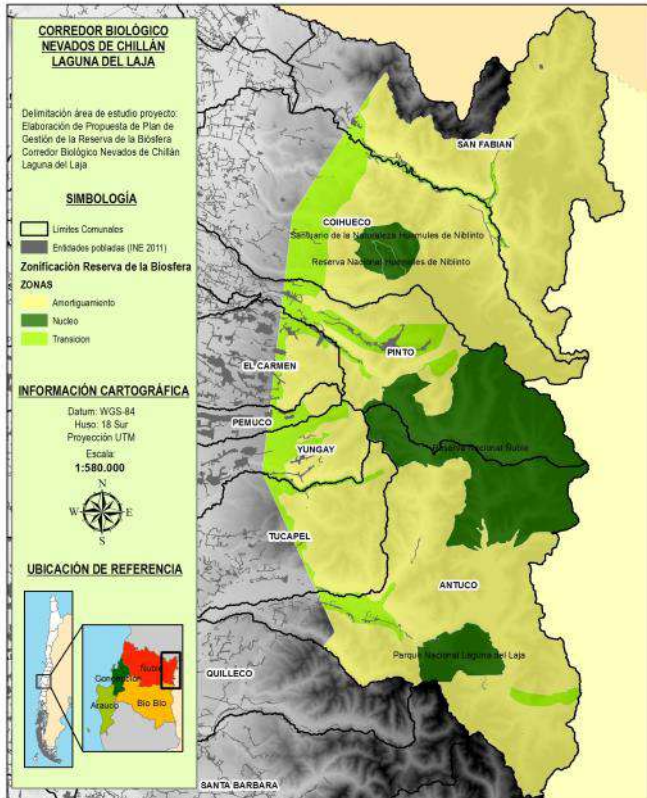 CORREDOR BIOLÓGICO
NEVADOS DE CHILLÁN
LAGUNA DEL LAJA
Delimitación área de estudio proyecto:
Elaboración de Propuesta de Plan de
Gestión de la Reserva de la Biósfera
Corredor Biológico Nevados de Chillán
Laguna del Laja
SIMBOLOGÍA
Limites Comunales
Entidades pobladas (INE 2011)
Zonificación Reserva de la Biosfera
ZONAS
Amortiguamiento
Nucleo
Transicion
INFORMACIÓN CARTOGRÁFICA
Datum: WGS-84
Huso: 18 Sur
Proyección UTM
Escala:
1:580.000
N
W E
S
UBICACIÓN DE REFERENCIA
Ñuble
Concepción
Arauco
Bio Bio
SAN FABIAN
COIHUECO
Santuario de la Naturaleza Huemules de Niblinto
Reserva Nacional Huemules de Niblinto
PINTO
EL CARMEN
PEMUCO
Reserva Nacional Ñuble
YUNGAY
TUCAPEL
ANTUCO
Parque Nacional Laguna del Laja
QUILLECO
SANTA BARBARA